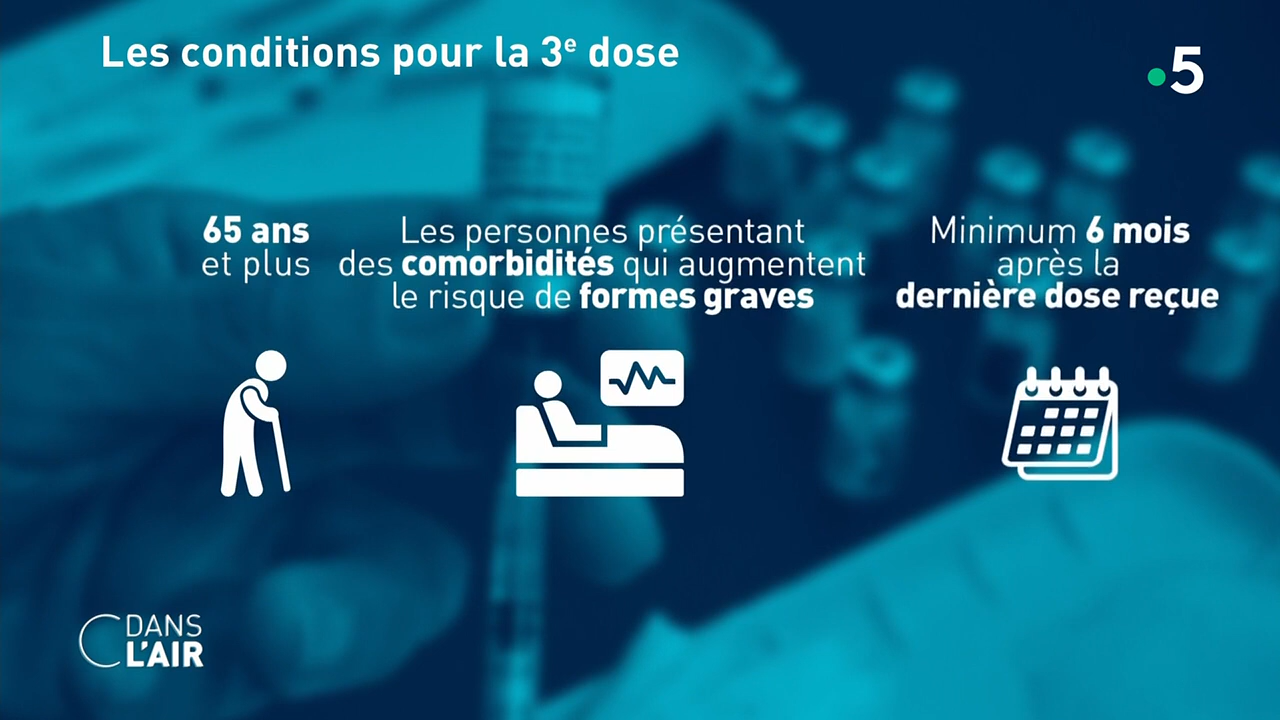 Les conditions pour la 3e dose
5
65 ans
et plus
Les personnes présentant
des comorbidités qui augmentent
le risque de formes graves
Minimum 6 mois
après la
dernière dose reçue
C DANS
L'AIR